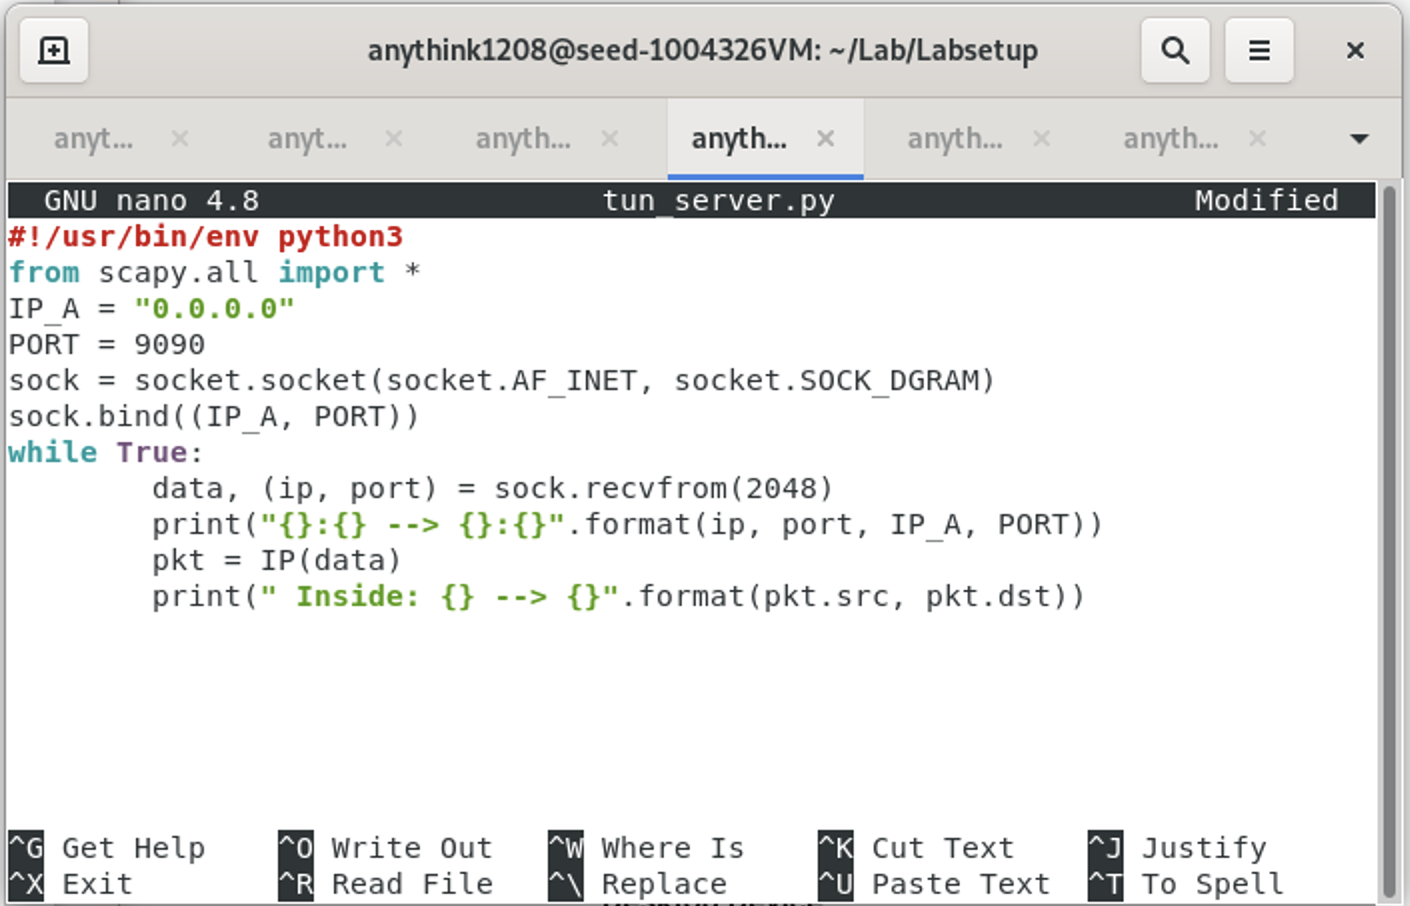 anythink1208@seed-1004326VM: ~/Lab/Labsetup
anyt... anyt... anyth... anyth... anyth... anyth...
GNU nano 4.8 tun_server.py Modified
#!/usr/bin/env python3
from scapy.all import *
IP_A = "0.0.0.0"
PORT = 9090
sock = socket.socket(socket.AF_INET, socket.SOCK_DGRAM)
sock.bind((IP_A, PORT))
while True:
        data, (ip, port) = sock.recvfrom(2048)
        print("{}:{} --> {}:{}".format(ip, port, IP_A, PORT))
        pkt = IP(data)
        print(" Inside: {} --> {}".format(pkt.src, pkt.dst))
^G Get Help ^O Write Out ^W Where Is ^K Cut Text ^J Justify
^X Exit ^R Read File ^\ Replace ^U Paste Text ^T To Spell